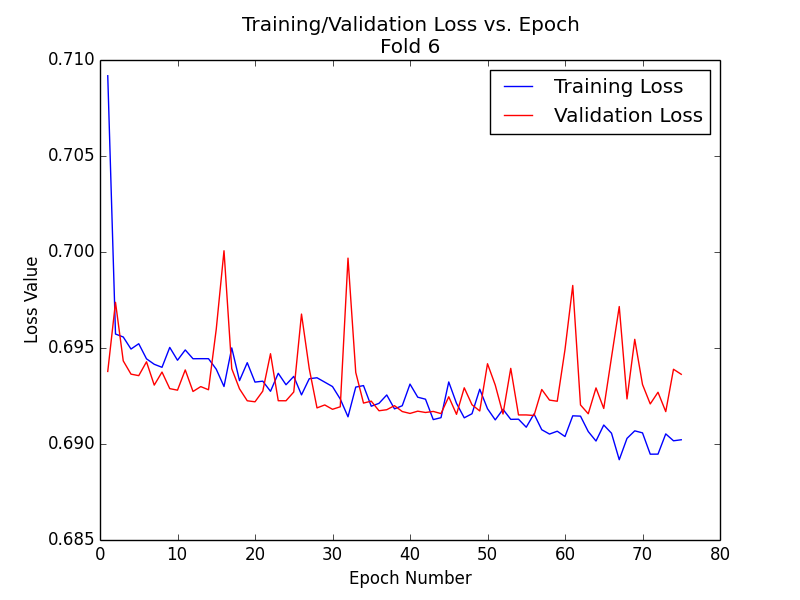 Training/Validation Loss vs. Epoch
Fold 6
Training Loss
Validation Loss
0.710
0.705
0.700
0.695
0.690
0.685
Loss Value
0 10 20 30 40 50 60 70 80
Epoch Number